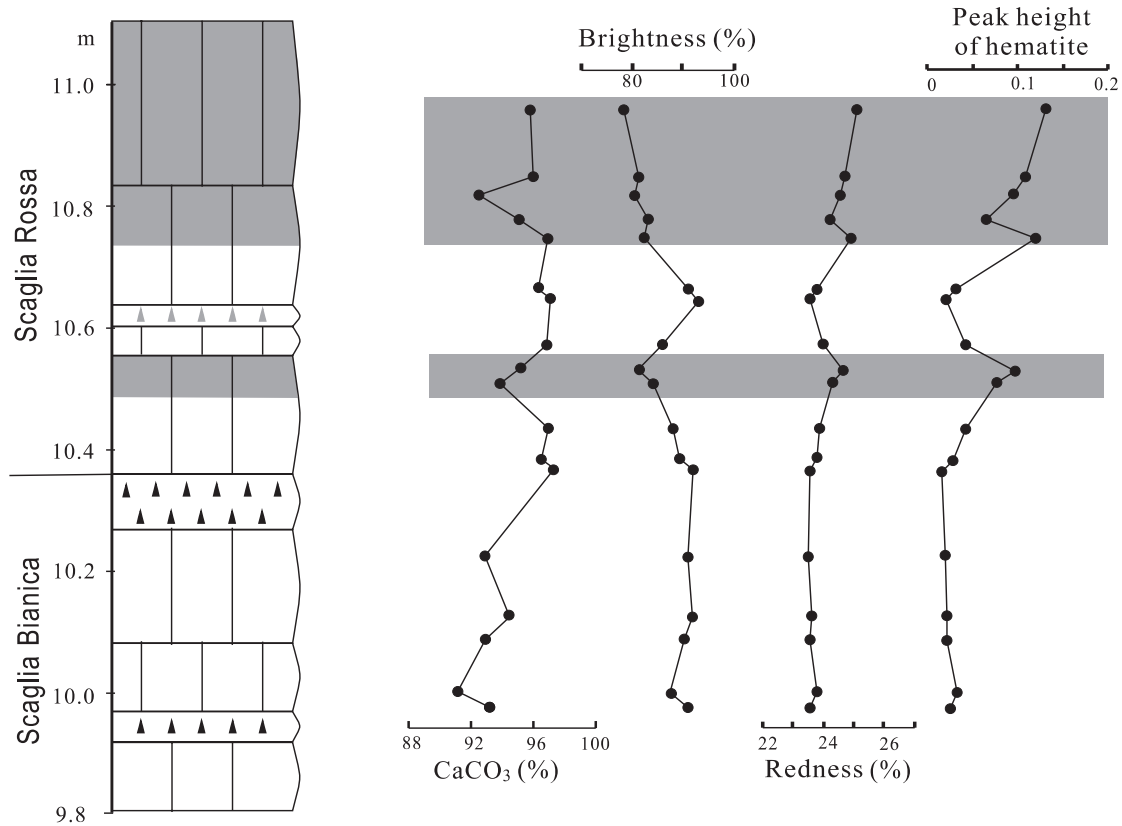 m
11.0
10.8
10.6
10.4
10.2
10.0
9.8
Scaglia Rossa
Scaglia Bianica
Brightness (%)
80 100
Peak height
of hematite
0 0.1 0.2
88 92 96 100
CaCO₃ (%)
22 24 26
Redness (%)